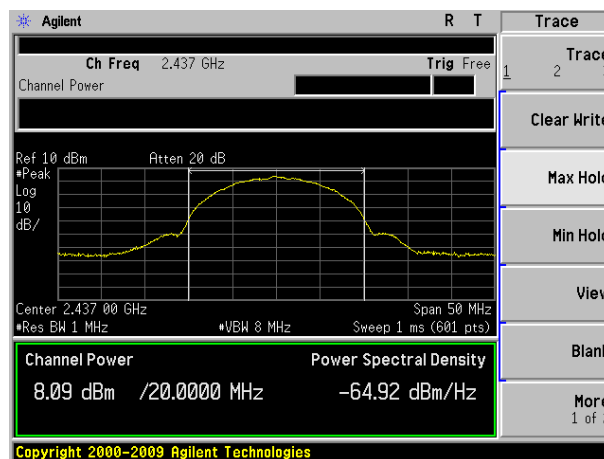 Agilent R T Trace
Ch Freq 2.437 GHz Trig Free
Channel Power
Trace
1 2
Clear Write
Max Hold
Min Hold
View
Blank
More
1 of
Ref 10 dBm Atten 20 dB
#Peak
Log
10
dB/
Center 2.437 00 GHz Span 50 MHz
#Res BW 1 MHz #VBW 8 MHz Sweep 1 ms (601 pts)
Channel Power Power Spectral Density
8.09 dBm /20.0000 MHz -64.92 dBm/Hz
Copyright 2000-2009 Agilent Technologies